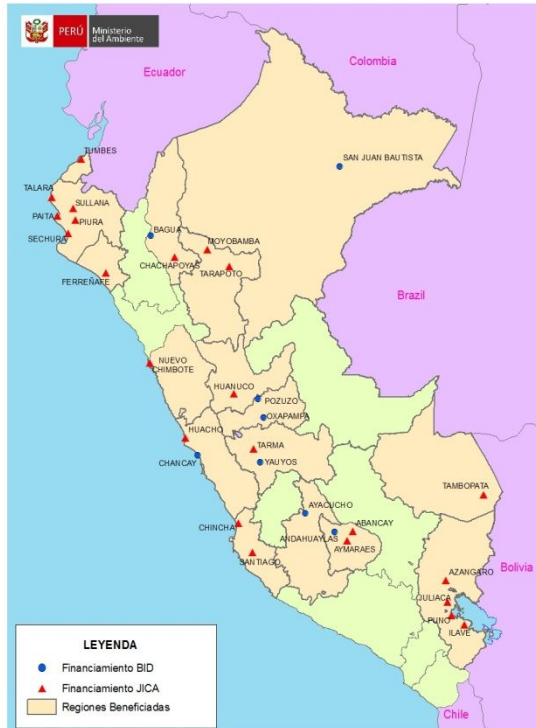 PERÚ
Ministerio
del Ambiente
Ecuador
Colombia
TUMBES
SAN JUAN BAUTISTA
TALARA
SULLANA
PAITA
PIURA
SECHURA
BAGUA
MOYOBAMBA
CHACHAPOYAS
TARAPOTO
FERREÑAFE
Brazil
NUEVO
CHIMBOTE
HUANUCO
POZUZO
OXAPAMPA
HUACHO
TARMA
CHANCAY
YAUYOS
TAMBOPATA
AYACUCHO
CHINCHA
ANDAHUAYLAS
ABANCAY
AYMARAES
SANTIAGO
AZANGARO
Bolivia
JULIACA
PUNO
ILAVE
Chile
LEYENDA
Financiamiento BID
Financiamiento JICA
Regiones Beneficiadas